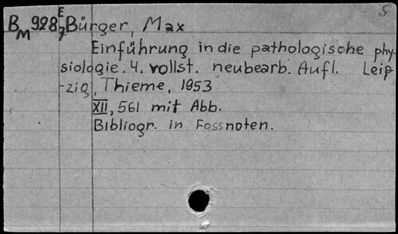 S
B M 928 E 7 Bürger, Max
Einführung in die pathologische phy-
siologie. 4. vollst. neubearb. Aufl. Leip
-zig, Thieme, 1953
XII, 561 mit Abb.
Bibliogr. in Fossnoten.